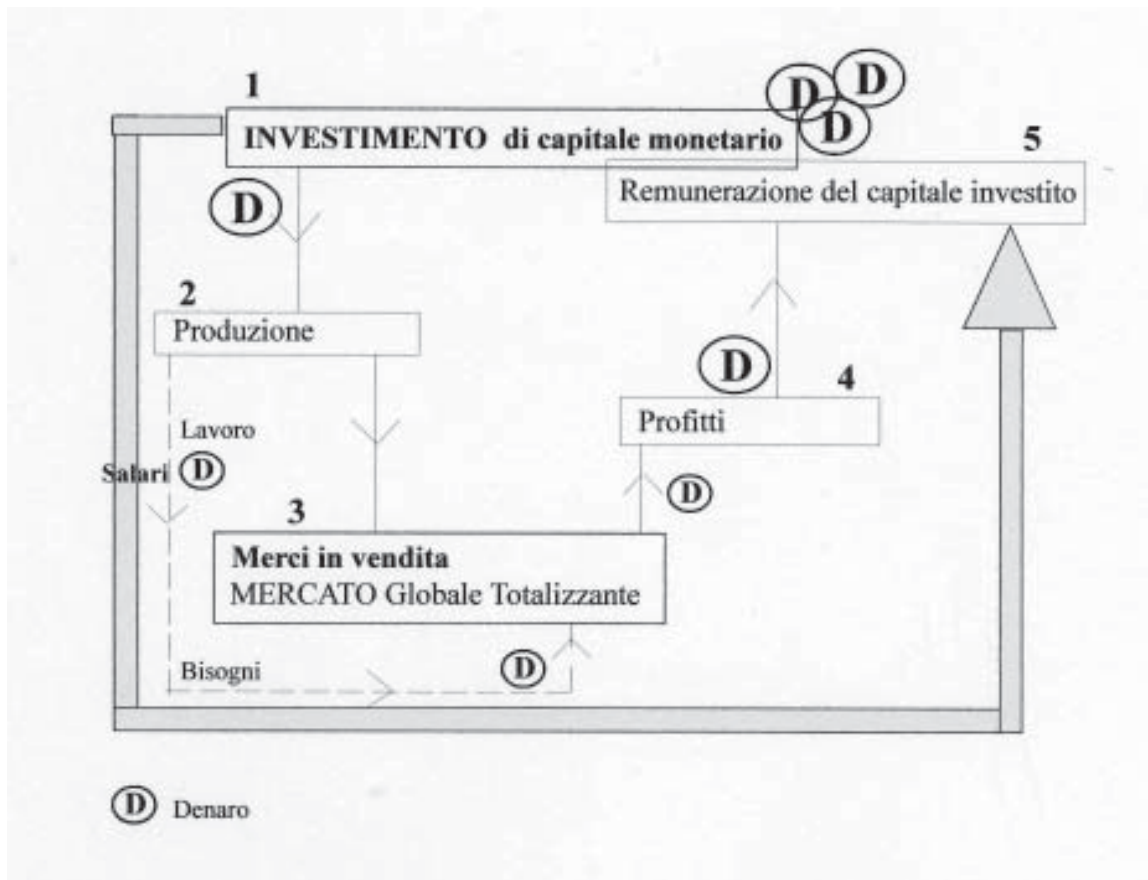 1
INVESTIMENTO di capitale monetario
D
D
D
5
Remunerazione del capitale investito
D
2
Produzione
D
4
Profitti
Lavoro
Salari D
D
3
Merci in vendita
MERCATO Globale Totalizzante
Bisogni
D
D Denaro